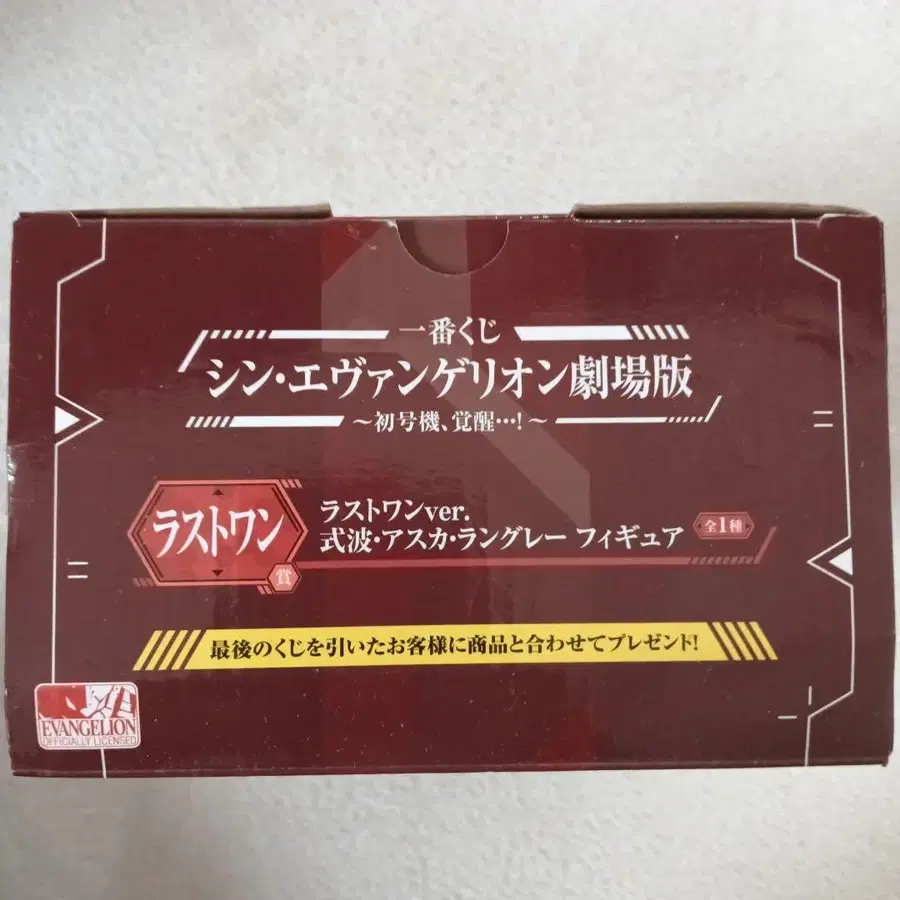 一番くじ
シン・エヴァンゲリオン劇場版
～初号機、覚醒…!～
ラストワン
賞
ラストワンver.
式波・アスカ・ラングレー フィギュア
全1種
最後のくじを引いたお客様に商品と合わせてプレゼント!
EVANGELION
OFFICIALLY LICENSED